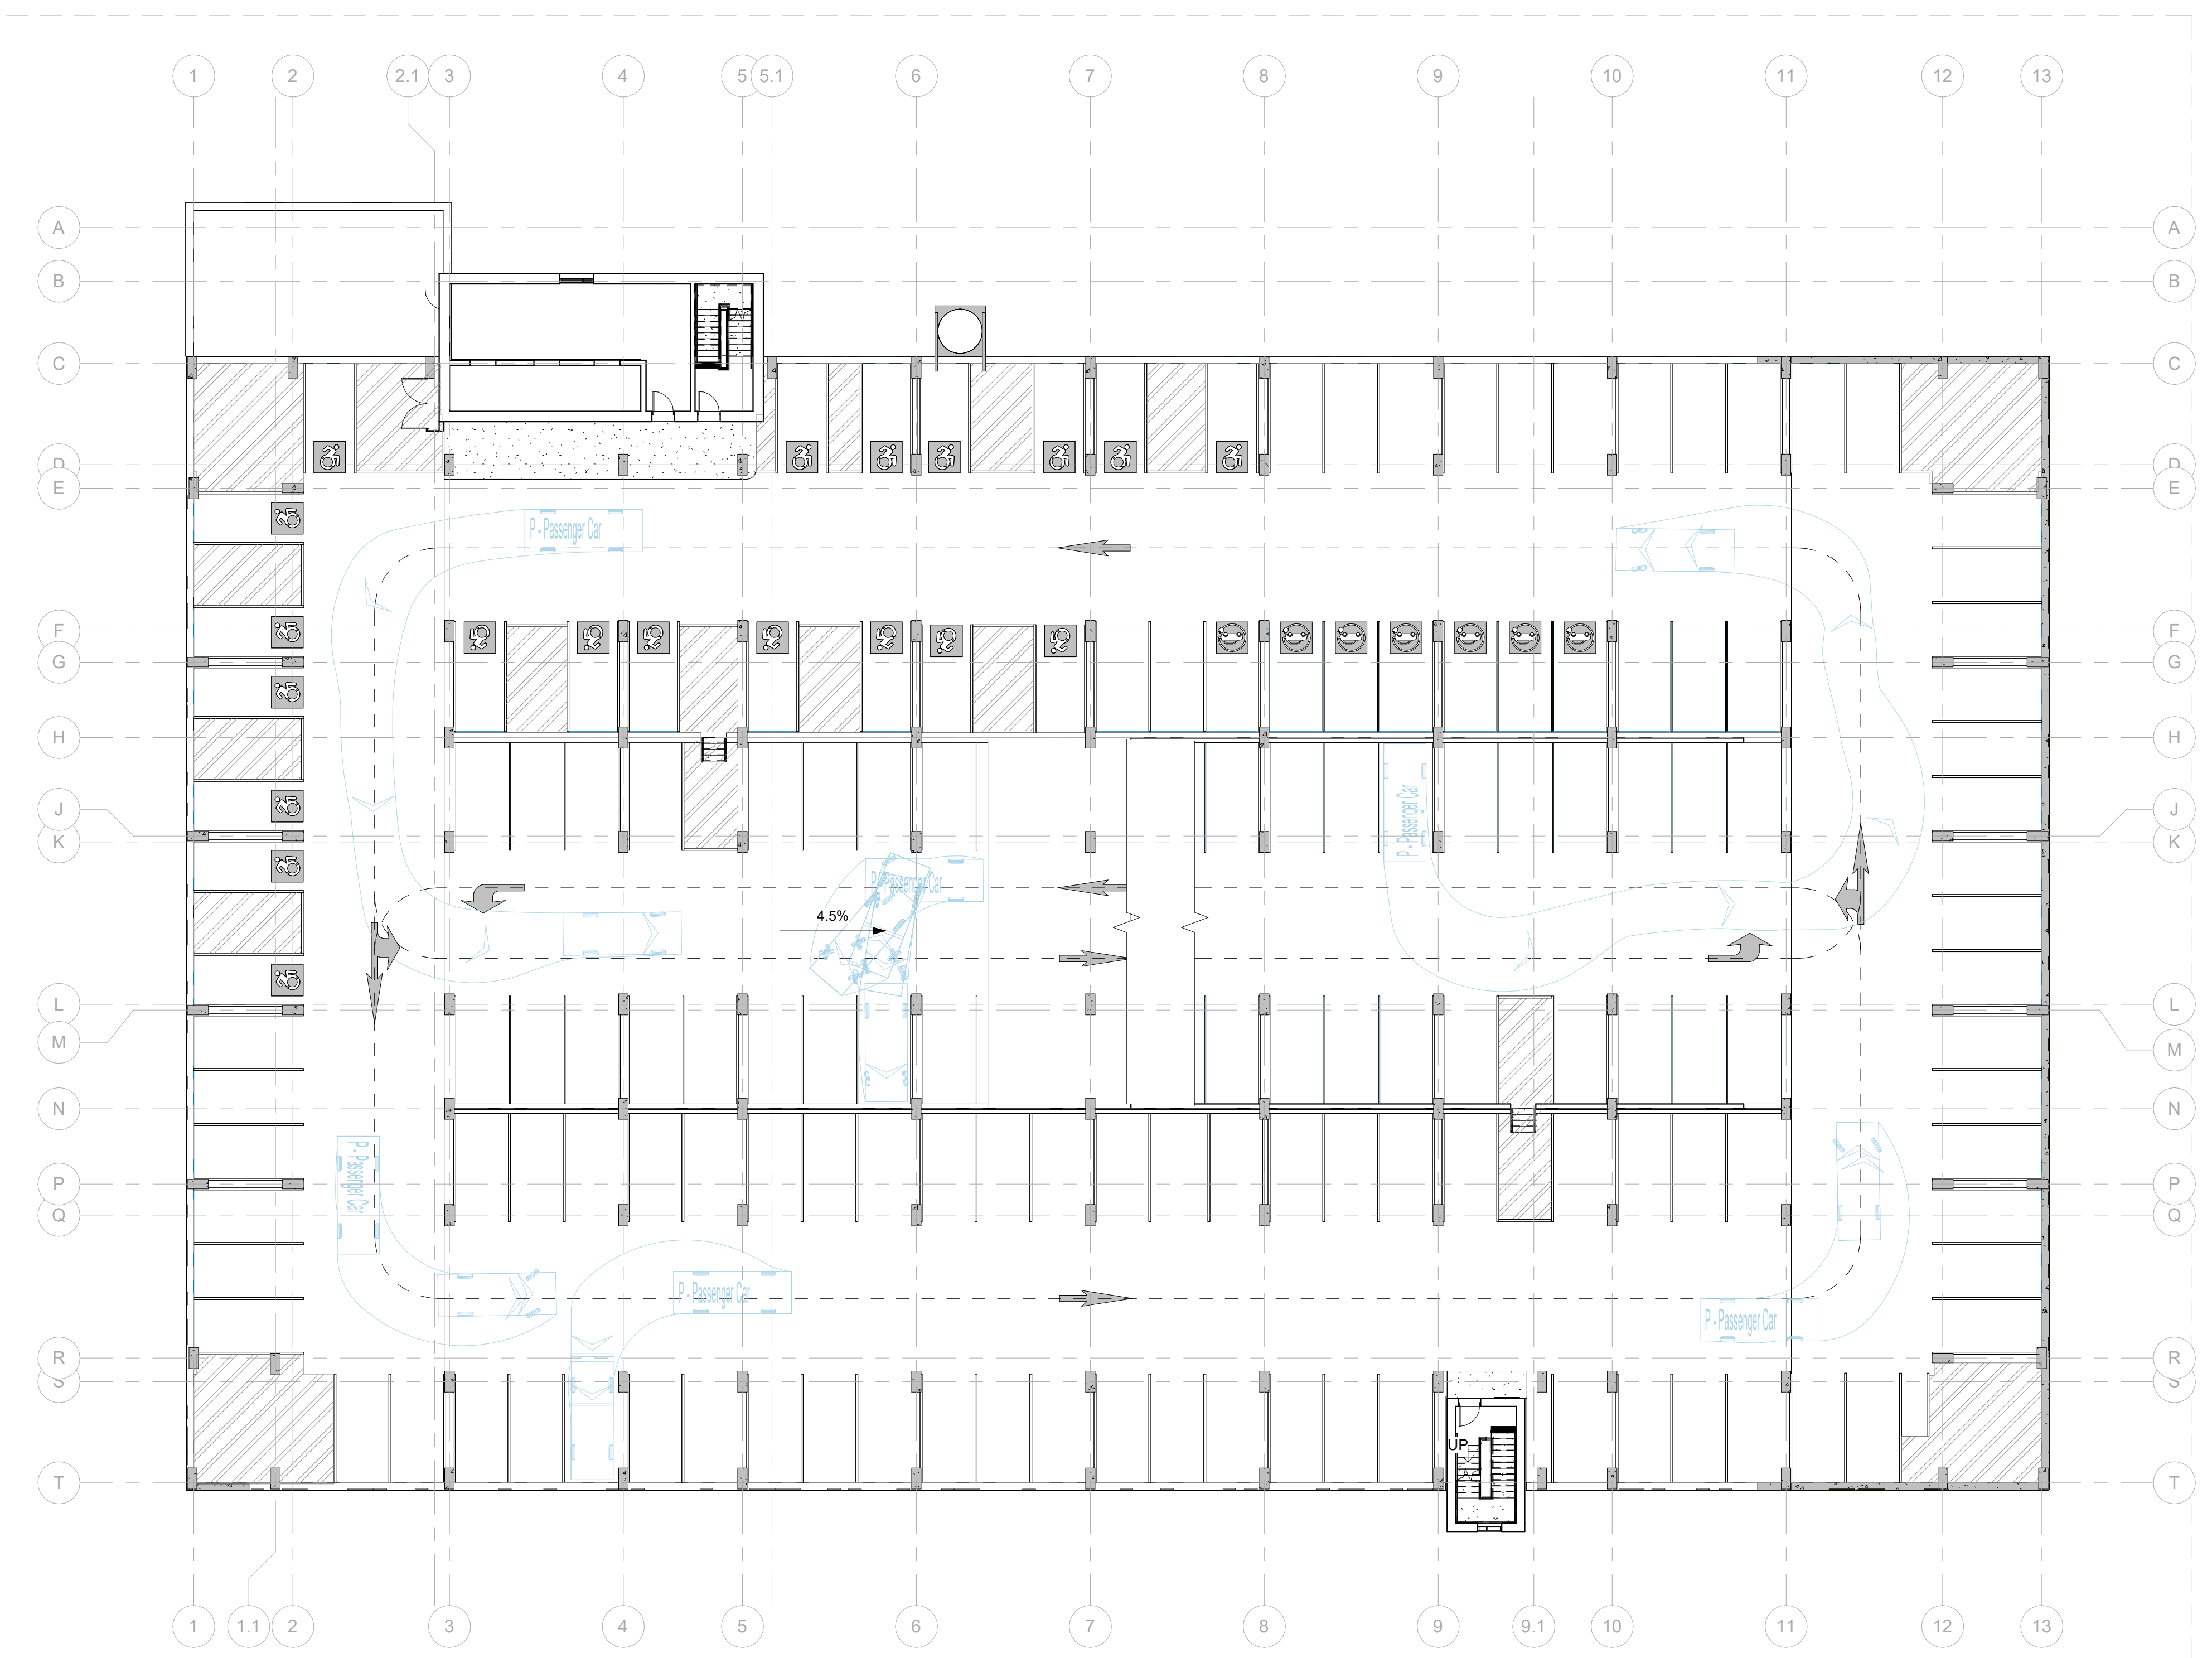 1 2 2.1 3 4 5 5.1 6 7 8 9 10 11 12 13
A A
B B
C C
D D
E E
P - Passenger Car
F F
G G
H H
J J
P - Passenger Car
K K
P - Passenger Car
4.5%
L L
M M
N N
P - Passenger Car
P P
Q Q
P - Passenger Car
P - Passenger Car
R R
S S
UP
T T
1 1.1 2 3 4 5 6 7 8 9 9.1 10 11 12 13